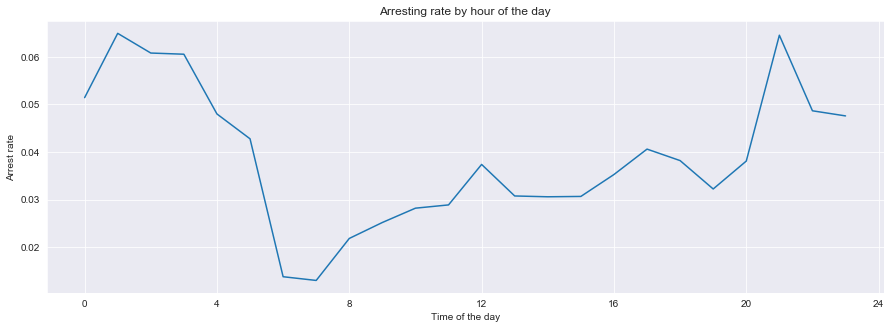 Arresting rate by hour of the day
0.06
0.05
0.04
0.03
0.02
Arrest rate
0 4 8 12 16 20 24
Time of the day